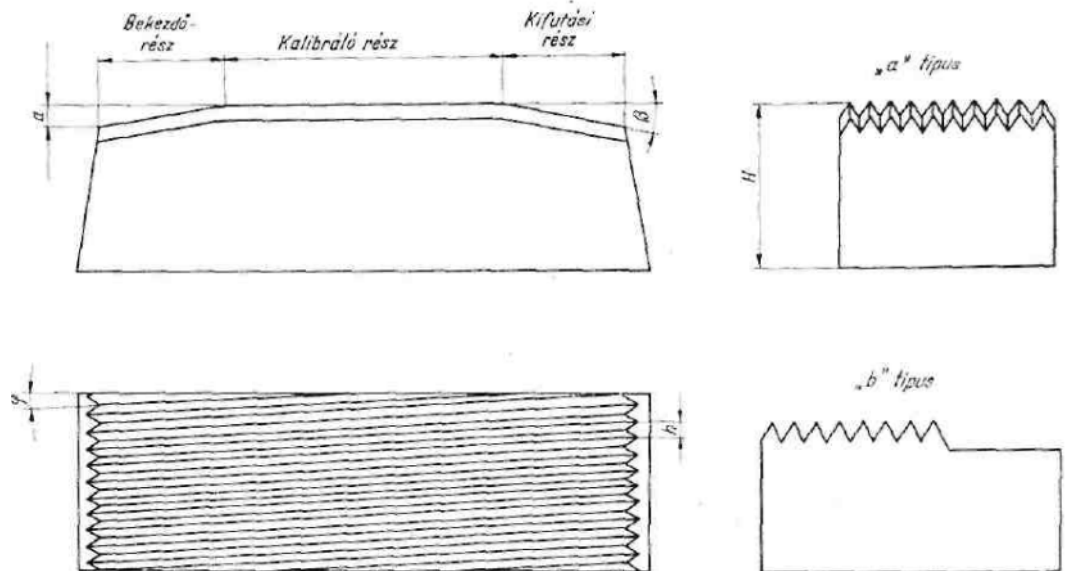 Bekezdő-
rész
Kalibráló rész
Kifutási
rész
„a” típus
a
β
H
φ
h
„b” típus